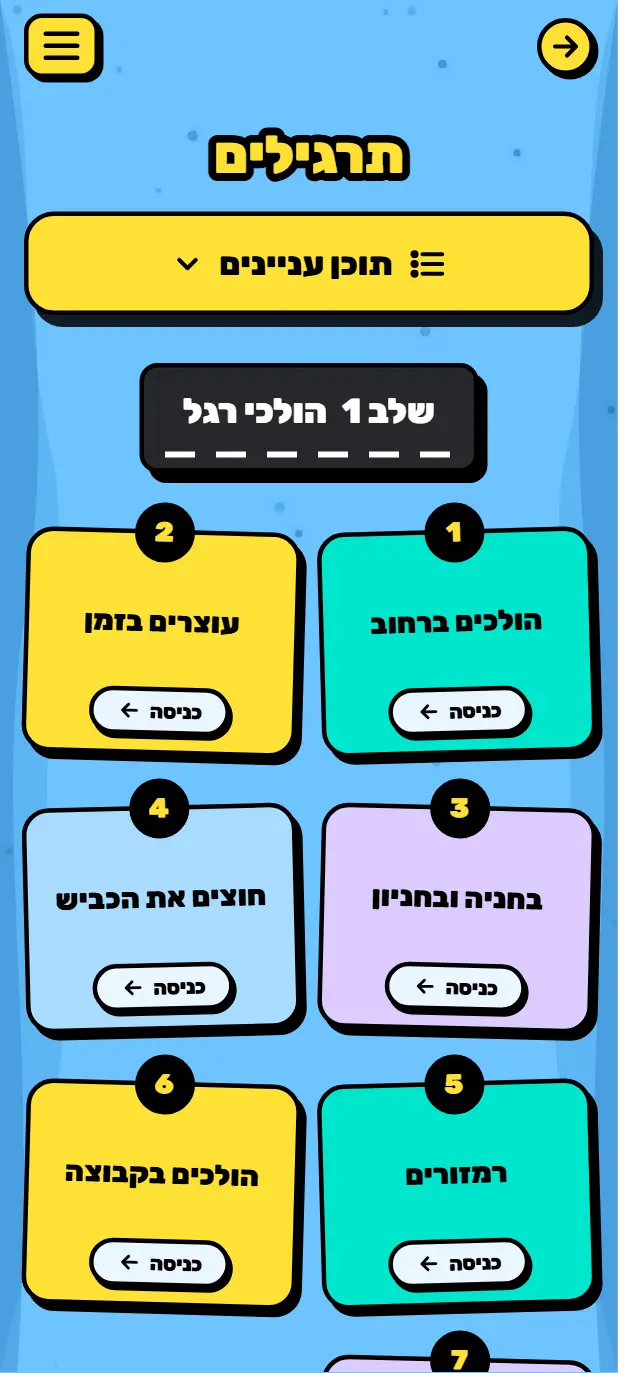 תרגילים
תוכן עניינים
שלב 1 הולכי רגל
1
הולכים ברחוב
כניסה
2
עוצרים בזמן
כניסה
3
בחניה ובחניון
כניסה
4
חוצים את הכביש
כניסה
5
רמזורים
כניסה
6
הולכים בקבוצה
כניסה
7